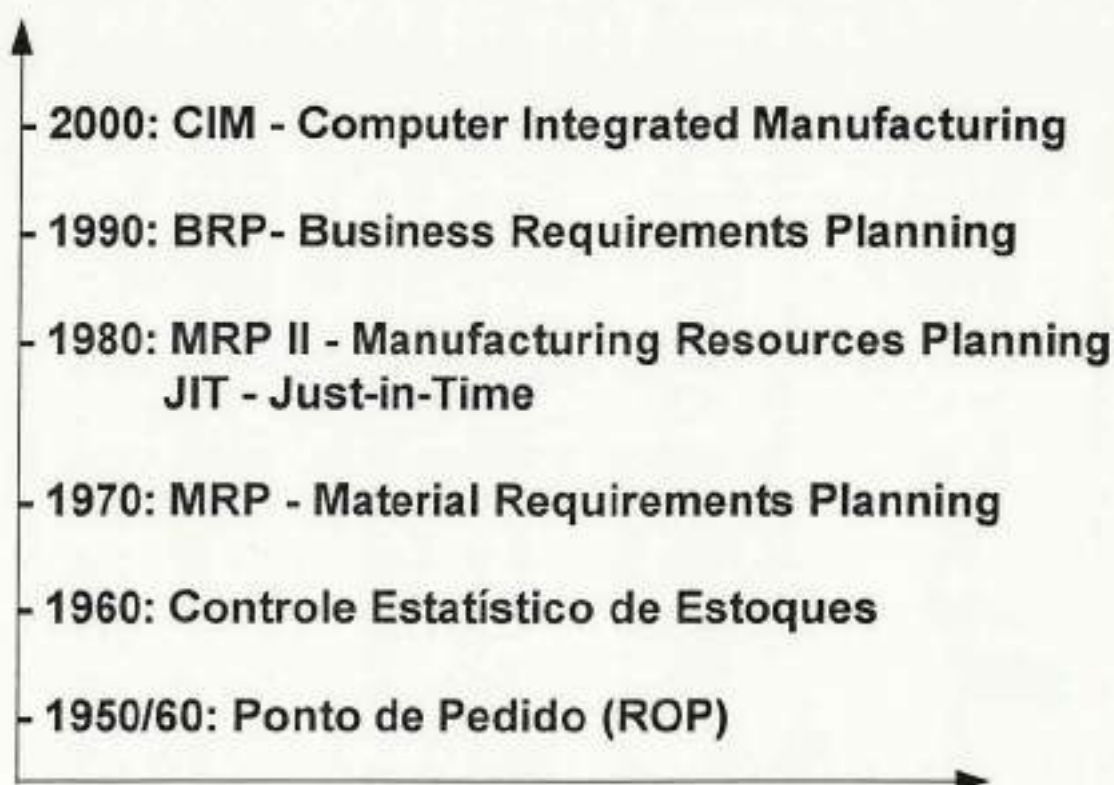 - 2000: CIM - Computer Integrated Manufacturing
- 1990: BRP- Business Requirements Planning
- 1980: MRP II - Manufacturing Resources Planning
JIT - Just-in-Time
- 1970: MRP - Material Requirements Planning
- 1960: Controle Estatístico de Estoques
- 1950/60: Ponto de Pedido (ROP)